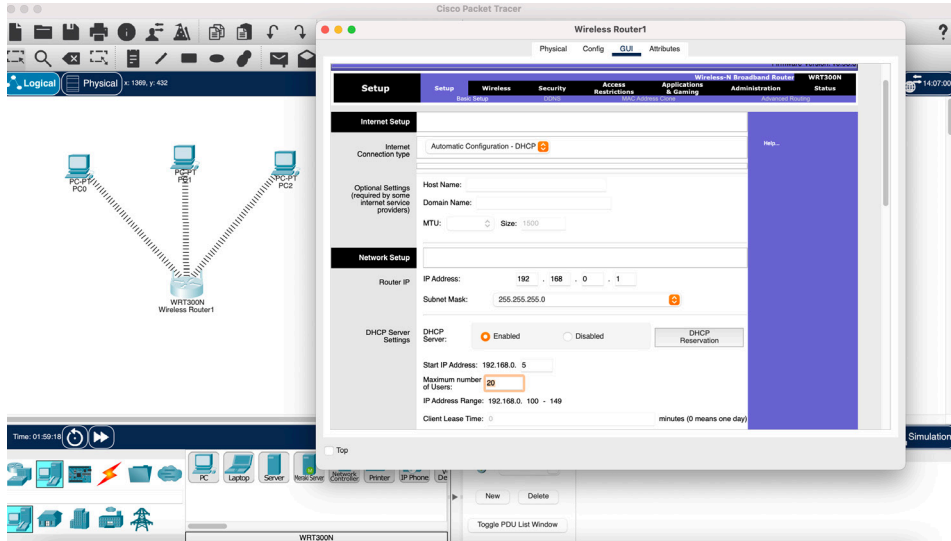 Cisco Packet Tracer
Wireless Router1
Physical Config GUI Attributes
?
Logical
Physical
x: 1369, y: 432
14:07:00
Wireless-N Broadband Router WRT300N
Setup
Setup Wireless Security Access Restrictions Applications & Gaming Administration Status
Basic Setup DDNS MAC Address Clone Advanced Routing
Internet Setup
Internet Connection type
Automatic Configuration - DHCP
Help...
Optional Settings (required by some internet service providers)
Host Name:
Domain Name:
MTU: Size: 1500
Network Setup
Router IP
IP Address: 192 . 168 . 0 . 1
Subnet Mask: 255.255.255.0
DHCP Server Settings
DHCP Server: Enabled Disabled
DHCP Reservation
Start IP Address: 192.168.0. 5
Maximum number of Users: 20
IP Address Range: 192.168.0. 100 - 149
Client Lease Time: 0 minutes (0 means one day)
Top
PC-PT
PC0
PC-PT
PC1
PC-PT
PC2
WRT300N
Wireless Router1
Time: 01:59:18
Simulation
PC Laptop Server Meraki Server Network Controller Printer IP Phone
New Delete
Toggle PDU List Window
WRT300N